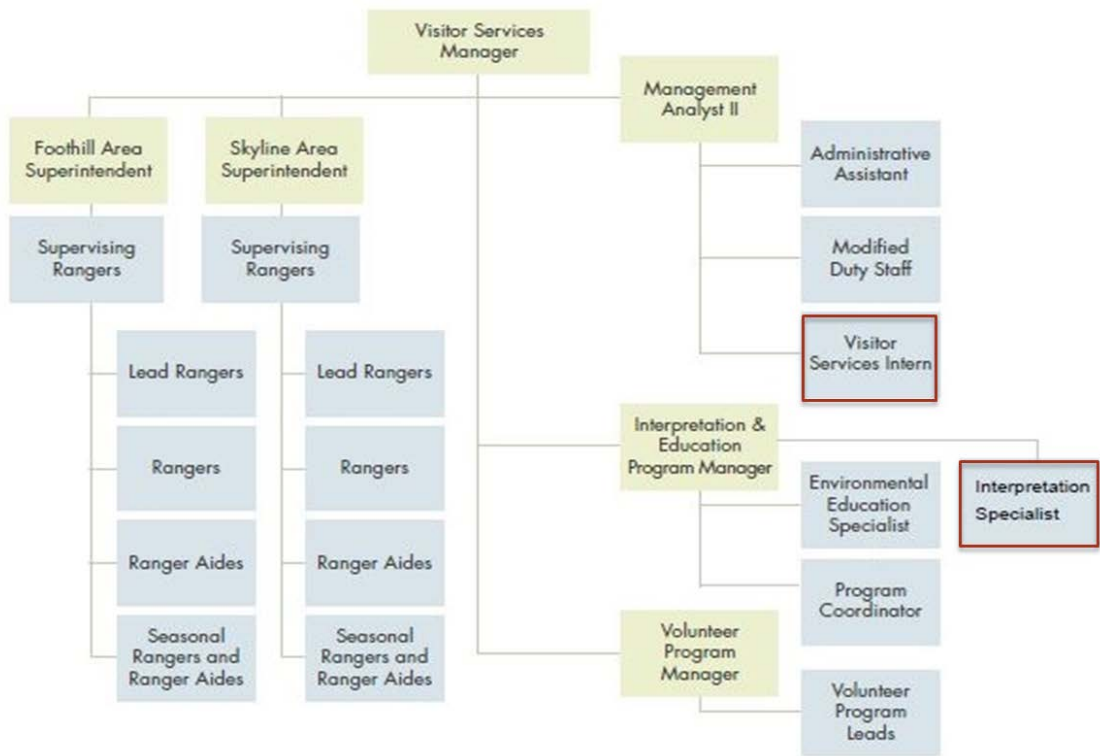 Visitor Services
Manager
Foothill Area
Superintendent
Supervising
Rangers
Lead Rangers
Rangers
Ranger Aides
Seasonal
Rangers and
Ranger Aides
Skyline Area
Superintendent
Supervising
Rangers
Lead Rangers
Rangers
Ranger Aides
Seasonal
Rangers and
Ranger Aides
Management
Analyst II
Administrative
Assistant
Modified
Duty Staff
Visitor
Services Intern
Interpretation &
Education
Program Manager
Environmental
Education
Specialist
Program
Coordinator
Interpretation
Specialist
Volunteer
Program
Manager
Volunteer
Program
Leads